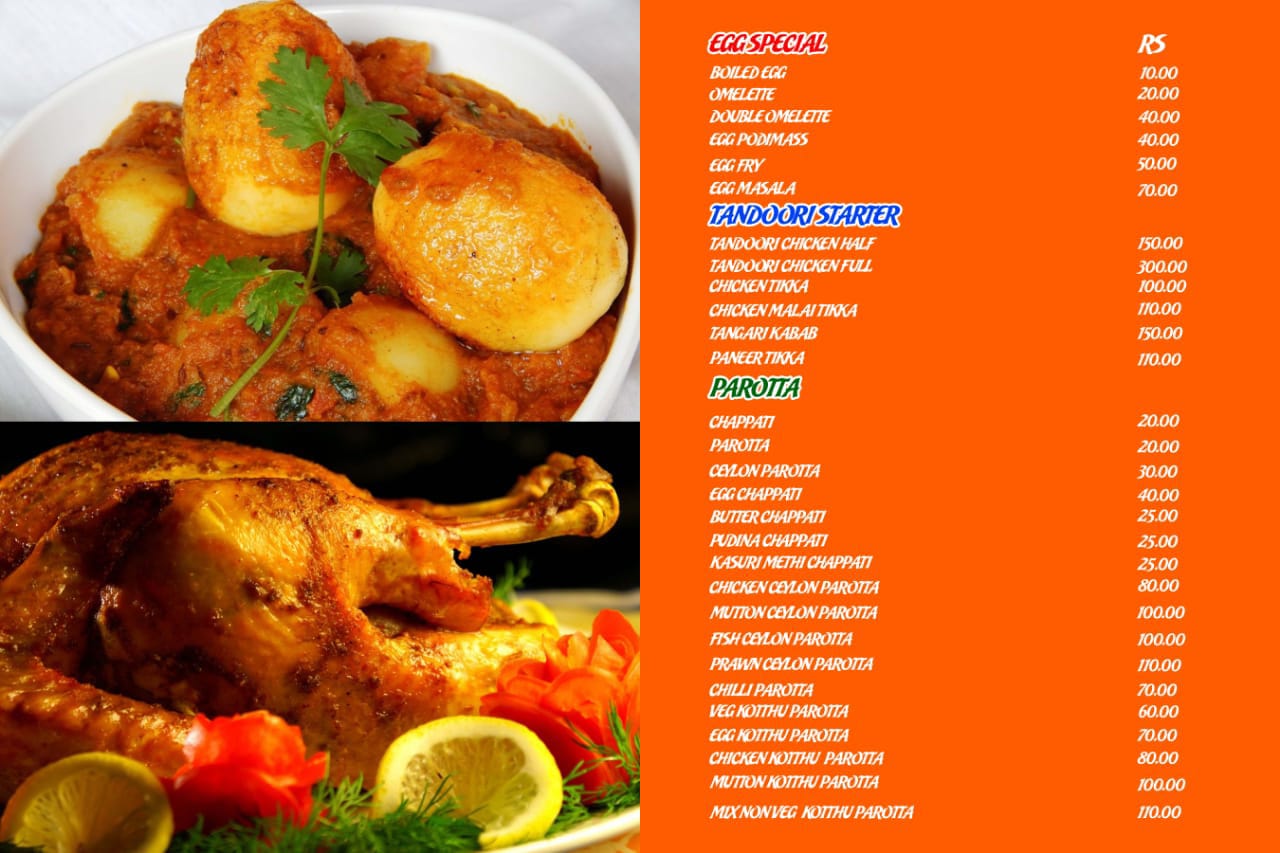 EGG SPECIAL RS
BOILED EGG 10.00
OMELETTE 20.00
DOUBLE OMELETTE 40.00
EGG PODIMASS 40.00
EGG FRY 50.00
EGG MASALA 70.00
TANDOORI STARTER
TANDOORI CHICKEN HALF 150.00
TANDOORI CHICKEN FULL 300.00
CHICKEN TIKKA 100.00
CHICKEN MALAI TIKKA 110.00
TANGARI KABAB 150.00
PANEER TIKKA 110.00
PAROTTA
CHAPPATI 20.00
PAROTTA 20.00
CEYLON PAROTTA 30.00
EGG CHAPPATI 40.00
BUTTER CHAPPATI 25.00
PUDINA CHAPPATI 25.00
KASURI METHI CHAPPATI 25.00
CHICKEN CEYLON PAROTTA 80.00
MUTTON CEYLON PAROTTA 100.00
FISH CEYLON PAROTTA 100.00
PRAWN CEYLON PAROTTA 110.00
CHILLI PAROTTA 70.00
VEG KOTTHU PAROTTA 60.00
EGG KOTTHU PAROTTA 70.00
CHICKEN KOTTHU PAROTTA 80.00
MUTTON KOTTHU PAROTTA 100.00
MIX NON VEG KOTTHU PAROTTA 110.00